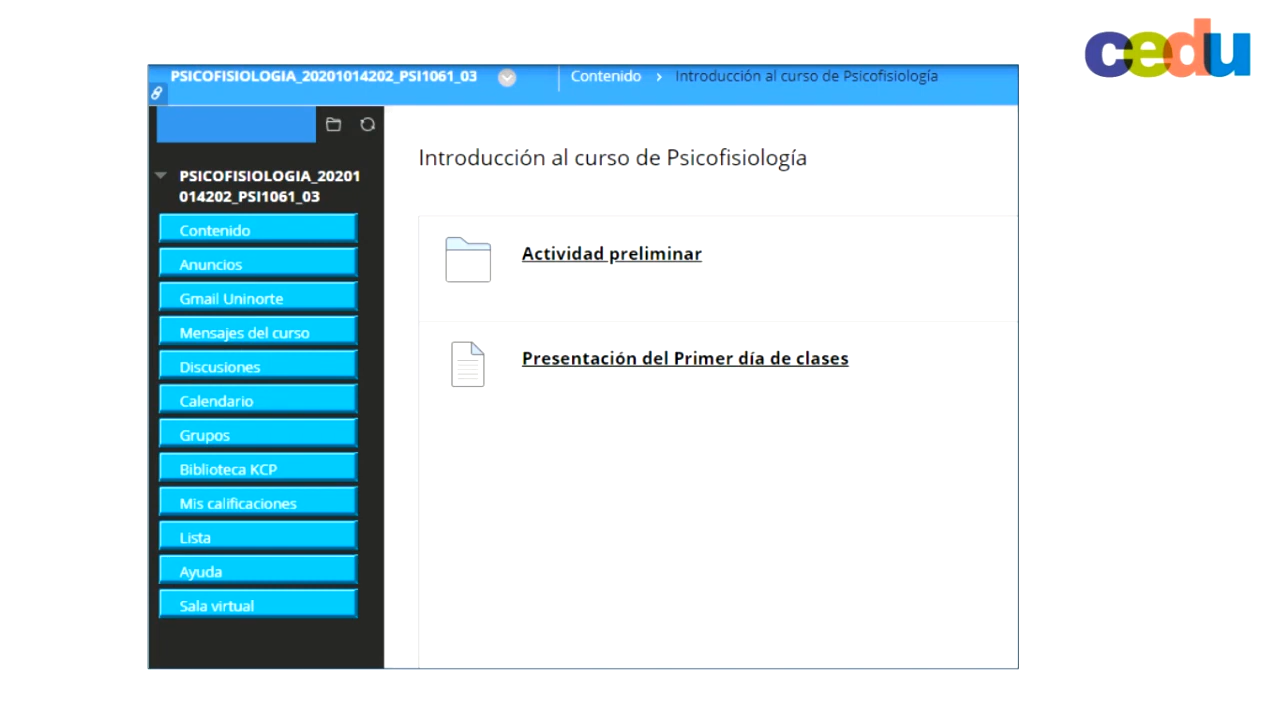 cedu
PSICOFISIOLOGIA_20201014202_PSI1061_03
Contenido > Introducción al curso de Psicofisiología
PSICOFISIOLOGIA_20201
014202_PSI1061_03
Contenido
Anuncios
Gmail Uninorte
Mensajes del curso
Discusiones
Calendario
Grupos
Biblioteca KCP
Mis calificaciones
Lista
Ayuda
Sala virtual
Introducción al curso de Psicofisiología
Actividad preliminar
Presentación del Primer día de clases